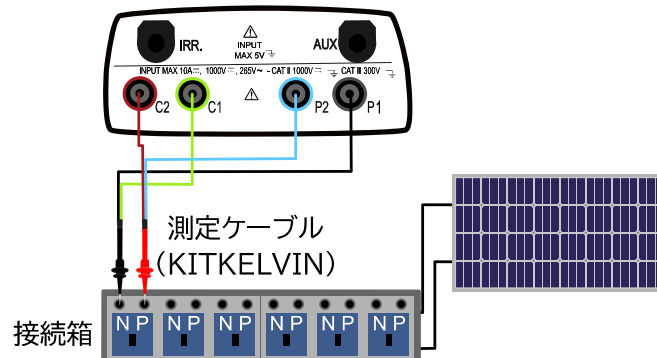 IRR.
⚠ INPUT
MAX 5V ⏚
AUX
INPUT MAX 10A⎓, 1000V⎓, 265V~ - CAT II 1000V⎓ ⏚ CAT III 300V ⏚
C2
C1
⚠
P2
P1
測定ケーブル
(KITKELVIN)
接続箱
N P N P N P N P N P N P